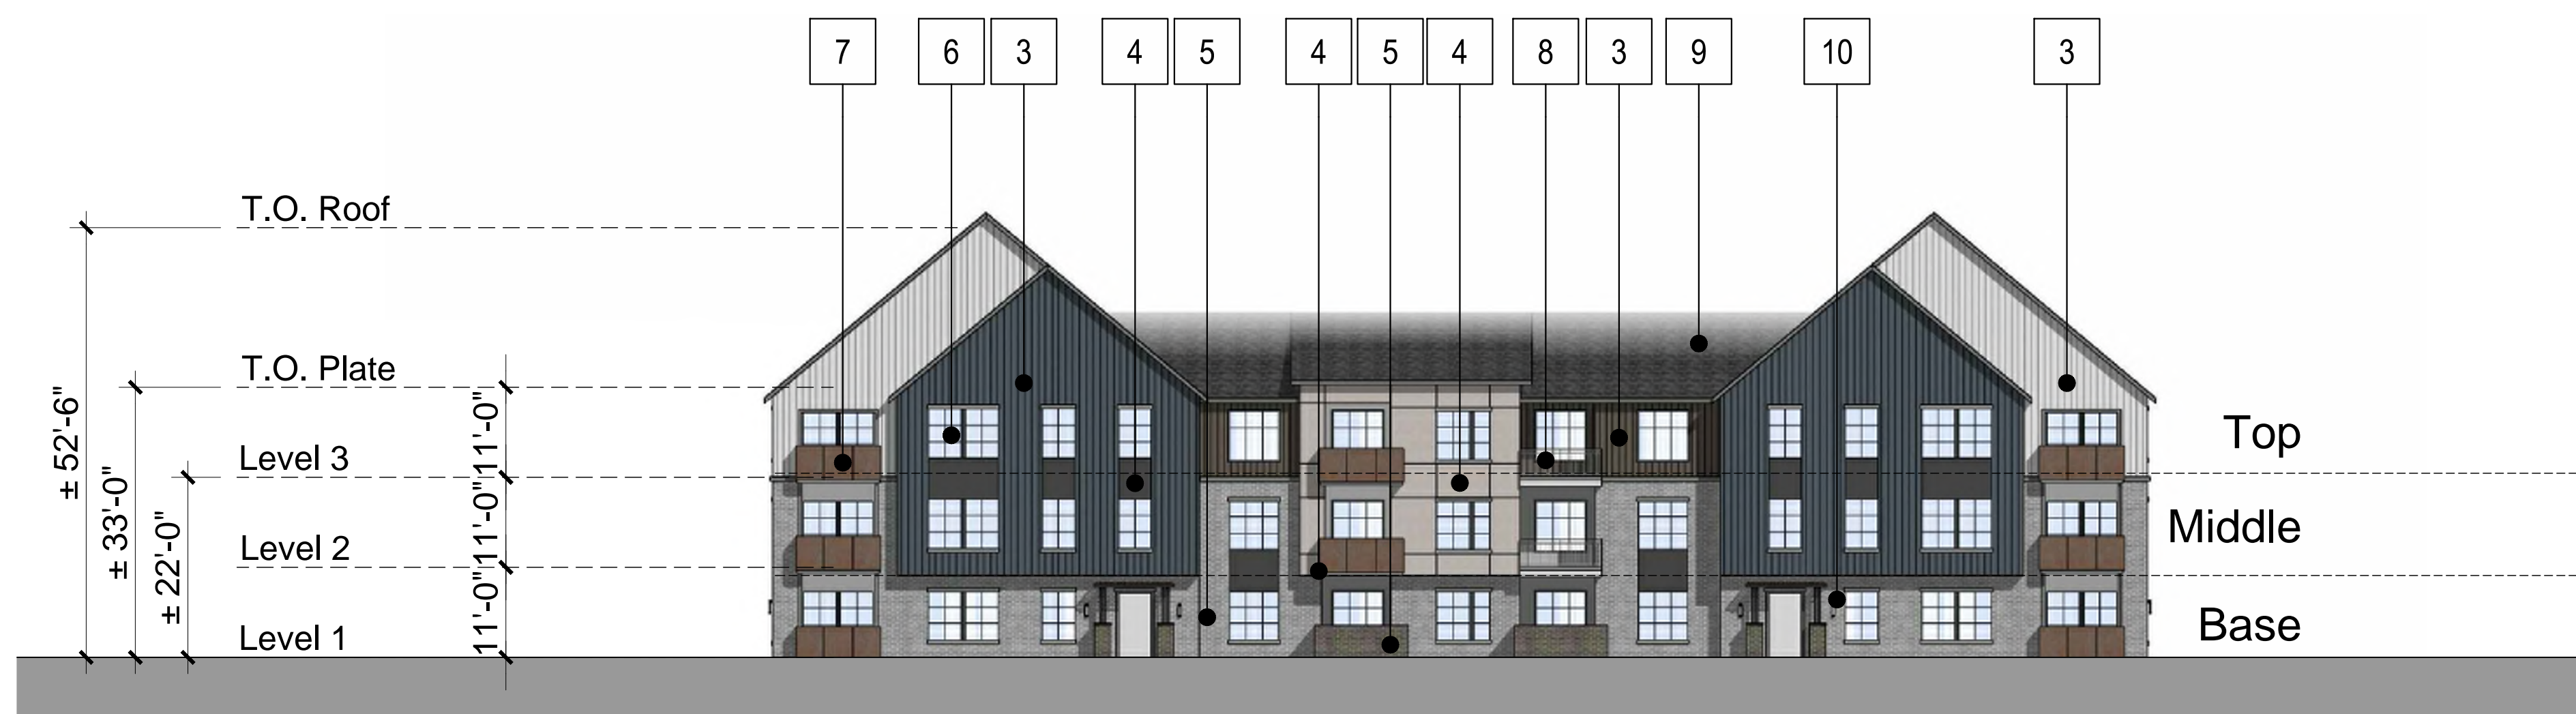 7 6 3 4 5 4 5 4 8 3 9 10 3
T.O. Roof
T.O. Plate
Level 3
Level 2
Level 1
± 52'-6"
± 33'-0"
± 22'-0"
11'-0"
11'-0"
11'-0"
Top
Middle
Base